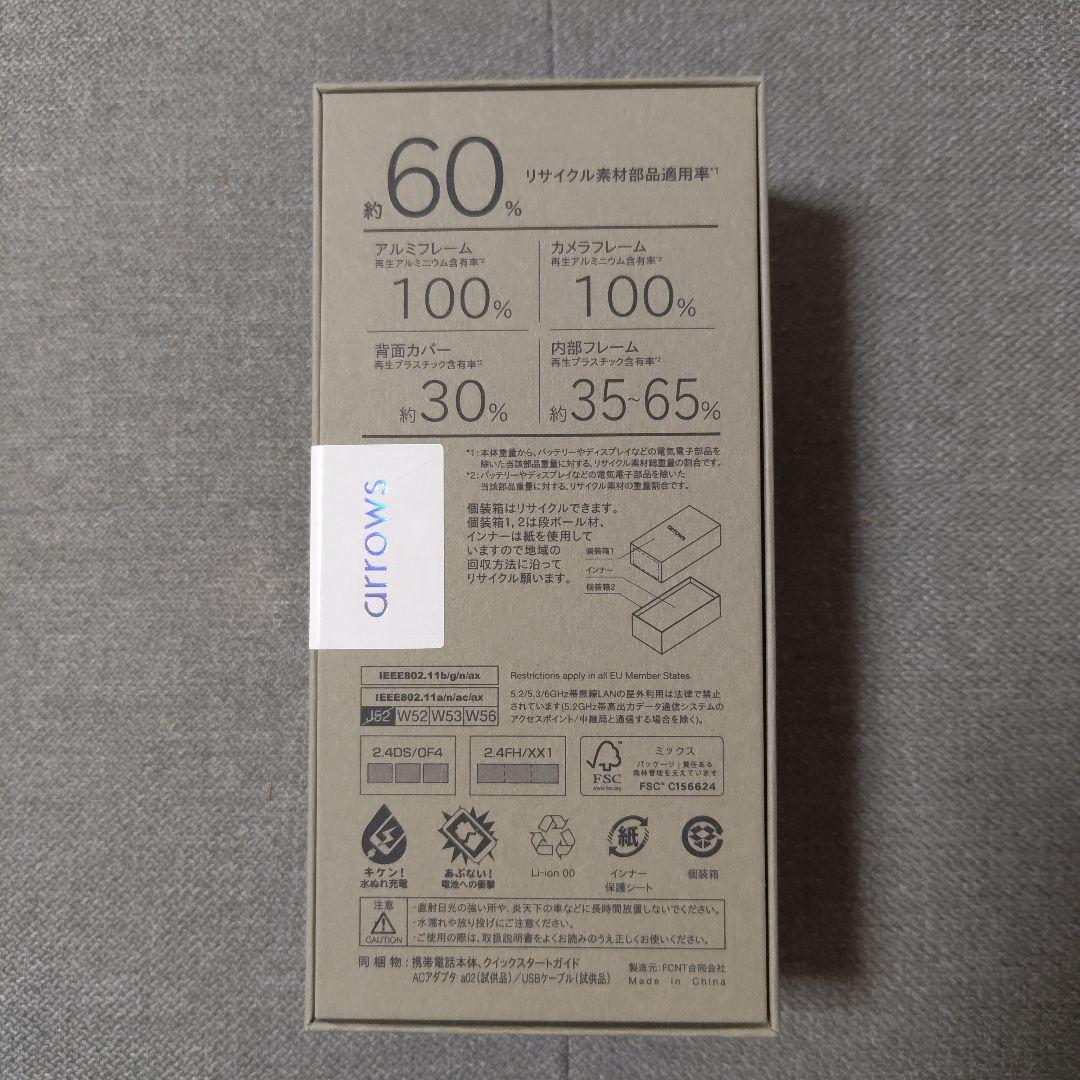 約60% リサイクル素材部品適用率*1
アルミフレーム
再生アルミニウム含有率*2
100%
カメラフレーム
再生アルミニウム含有率*2
100%
背面カバー
再生プラスチック含有率*2
約30%
内部フレーム
再生プラスチック含有率*2
約35~65%
*1:本体重量から、バッテリーやディスプレイなどの電気電子部品を
除いた当該部品重量に対する、リサイクル素材総重量の割合です。
*2:バッテリーやディスプレイなどの電気電子部品を除いた
当該部品重量に対する、リサイクル素材の重量割合です。
arrows
個装箱はリサイクルできます。
個装箱1,2は段ボール材、
インナーは紙を使用して
いますので地域の
回収方法に沿って
リサイクル願います。
arrows
個装箱1
インナー
個装箱2
IEEE802.11b/g/n/ax
IEEE802.11a/n/ac/ax
J52 W52 W53 W56
Restrictions apply in all EU Member States
5.2/5.3/6GHz帯無線LANの屋外利用は法律で禁止
されています(5.2GHz帯高出力データ通信システムの
アクセスポイント/中継局と通信する場合を除く)。
2.4DS/OF4
2.4FH/XX1
FSC
www.fsc.org
ミックス
パッケージ|責任ある
森林管理を支えています
FSC™ C156624
キケン!
水ぬれ充電
あぶない!
電池への衝撃
Li-ion 00
紙
インナー
保護シート
個装箱
注意
CAUTION
・直射日光の強い所や、炎天下の車などに長時間放置しないでください。
・水濡れや放り投げにご注意ください。
・ご使用の際は、取扱説明書をよくお読みのうえ正しくお使いください。
同梱物:携帯電話本体、クイックスタートガイド
ACアダプタ a02(試供品)/USBケーブル(試供品)
製造元:FCNT合同会社
Made in China